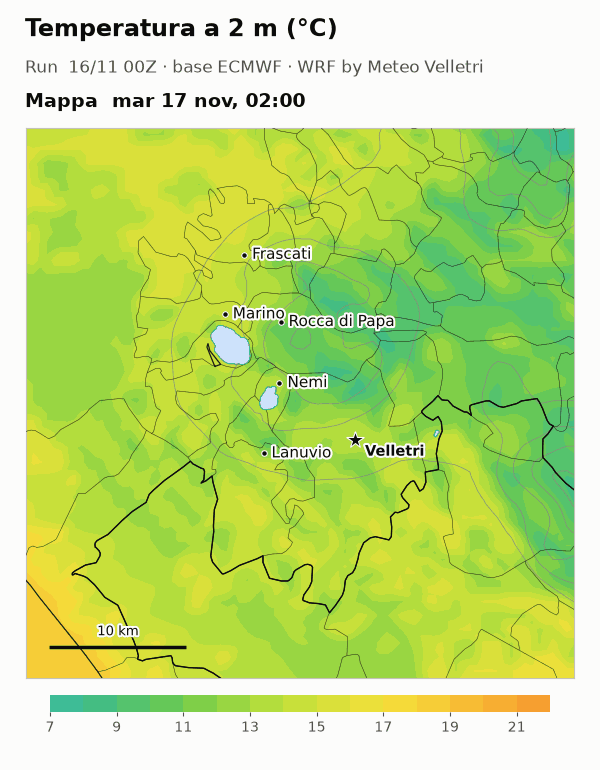 Temperatura a 2 m (°C)
Run  16/11 00Z · base ECMWF · WRF by Meteo Velletri
Mappa  mar 17 nov, 02:00
Frascati
Marino
Rocca di Papa
Nemi
Velletri
Lanuvio
10 km
7 9 11 13 15 17 19 21